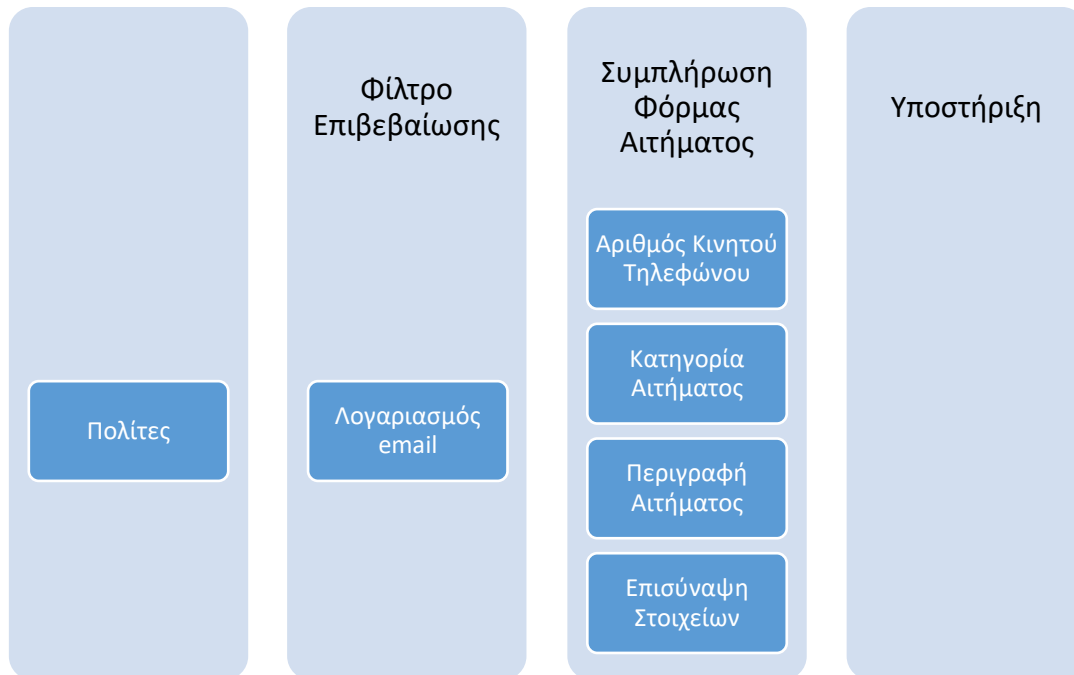 Πολίτες
Φίλτρο
Επιβεβαίωσης
Λογαριασμός
email
Συμπλήρωση
Φόρμας
Αιτήματος
Αριθμός Κινητού
Τηλεφώνου
Κατηγορία
Αιτήματος
Περιγραφή
Αιτήματος
Επισύναψη
Στοιχείων
Υποστήριξη